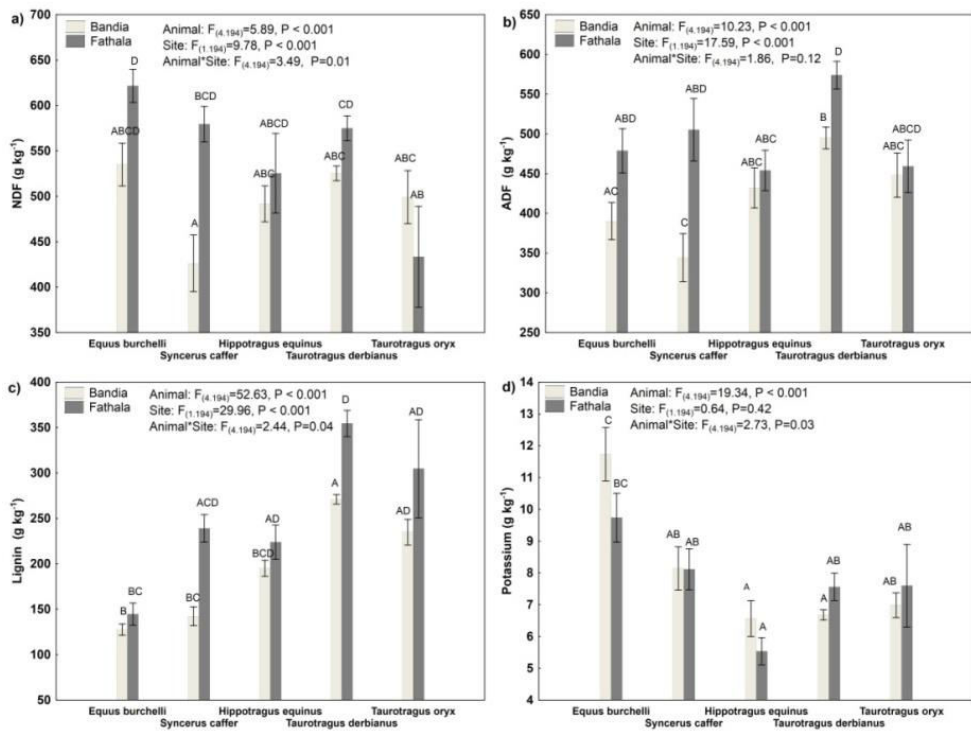 a)
Bandia
Fathala
Animal: F(4.194)=5.89, P < 0.001
Site: F(1.194)=9.78, P < 0.001
Animal*Site: F(4.194)=3.49, P=0.01
NDF (g kg-1)
700
650
600
550
500
450
400
350
ABCD
D
A
BCD
ABC
ABCD
ABC
CD
ABC
AB
Equus burchelli
Syncerus caffer
Hippotragus equinus
Taurotragus derbianus
Taurotragus oryx
b)
Bandia
Fathala
Animal: F(4.194)=10.23, P < 0.001
Site: F(1.194)=17.59, P < 0.001
Animal*Site: F(4.194)=1.86, P=0.12
ADF (g kg-1)
650
600
550
500
450
400
350
300
250
AC
ABD
C
ABD
ABC
ABC
B
D
ABC
ABCD
Equus burchelli
Syncerus caffer
Hippotragus equinus
Taurotragus derbianus
Taurotragus oryx
c)
Bandia
Fathala
Animal: F(4.194)=52.63, P < 0.001
Site: F(1.194)=29.96, P < 0.001
Animal*Site: F(4.194)=2.44, P=0.04
Lignin (g kg-1)
400
350
300
250
200
150
100
50
B
BC
BC
ACD
BCD
AD
A
D
AD
AD
Equus burchelli
Syncerus caffer
Hippotragus equinus
Taurotragus derbianus
Taurotragus oryx
d)
Bandia
Fathala
Animal: F(4.194)=19.34, P < 0.001
Site: F(1.194)=0.64, P=0.42
Animal*Site: F(4.194)=2.73, P=0.03
Potassium (g kg-1)
14
13
12
11
10
9
8
7
6
5
4
C
BC
AB
AB
A
A
A
AB
AB
AB
Equus burchelli
Syncerus caffer
Hippotragus equinus
Taurotragus derbianus
Taurotragus oryx